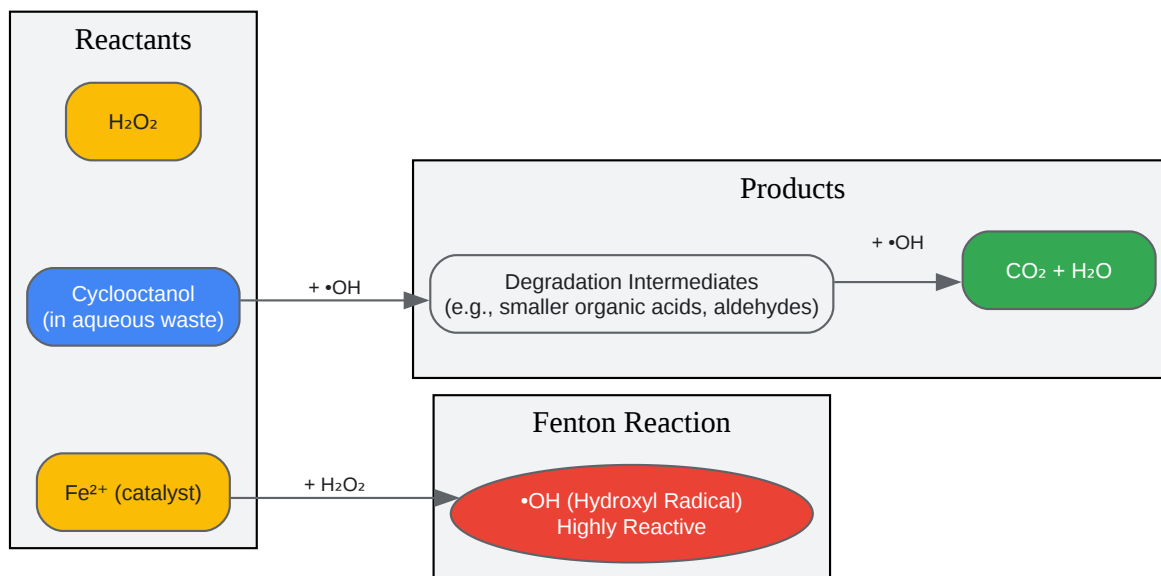 Reactants
H₂O₂
Cyclooctanol
(in aqueous waste)
+ •OH
Fe²⁺ (catalyst)
+ H₂O₂
Products
Degradation Intermediates
(e.g., smaller organic acids, aldehydes)
+ •OH
CO₂ + H₂O
Fenton Reaction
•OH (Hydroxyl Radical)
Highly Reactive